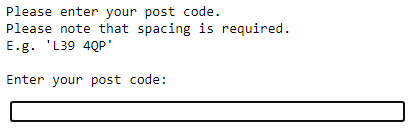 Please enter your post code.
Please note that spacing is required.
E.g. 'L39 4QP'
Enter your post code: